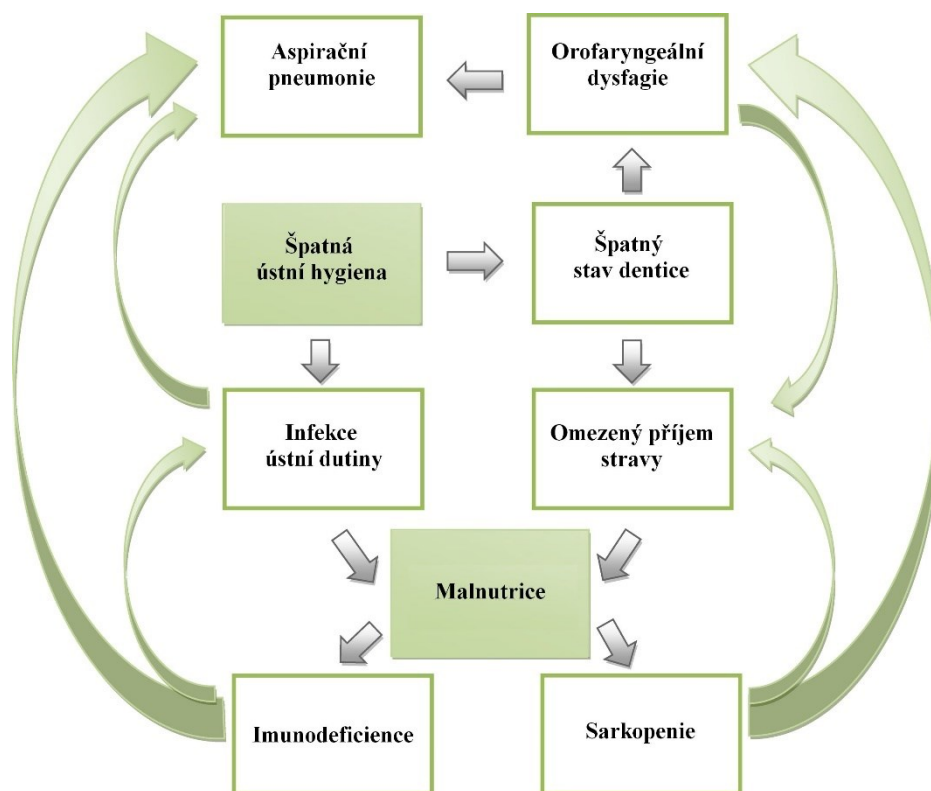 Aspirační
pneumonie
Orofaryngeální
dysfagie
Špatná
ústní hygiena
Špatný
stav dentice
Infekce
ústní dutiny
Omezený příjem
stravy
Malnutrice
Imunodeficience
Sarkopenie